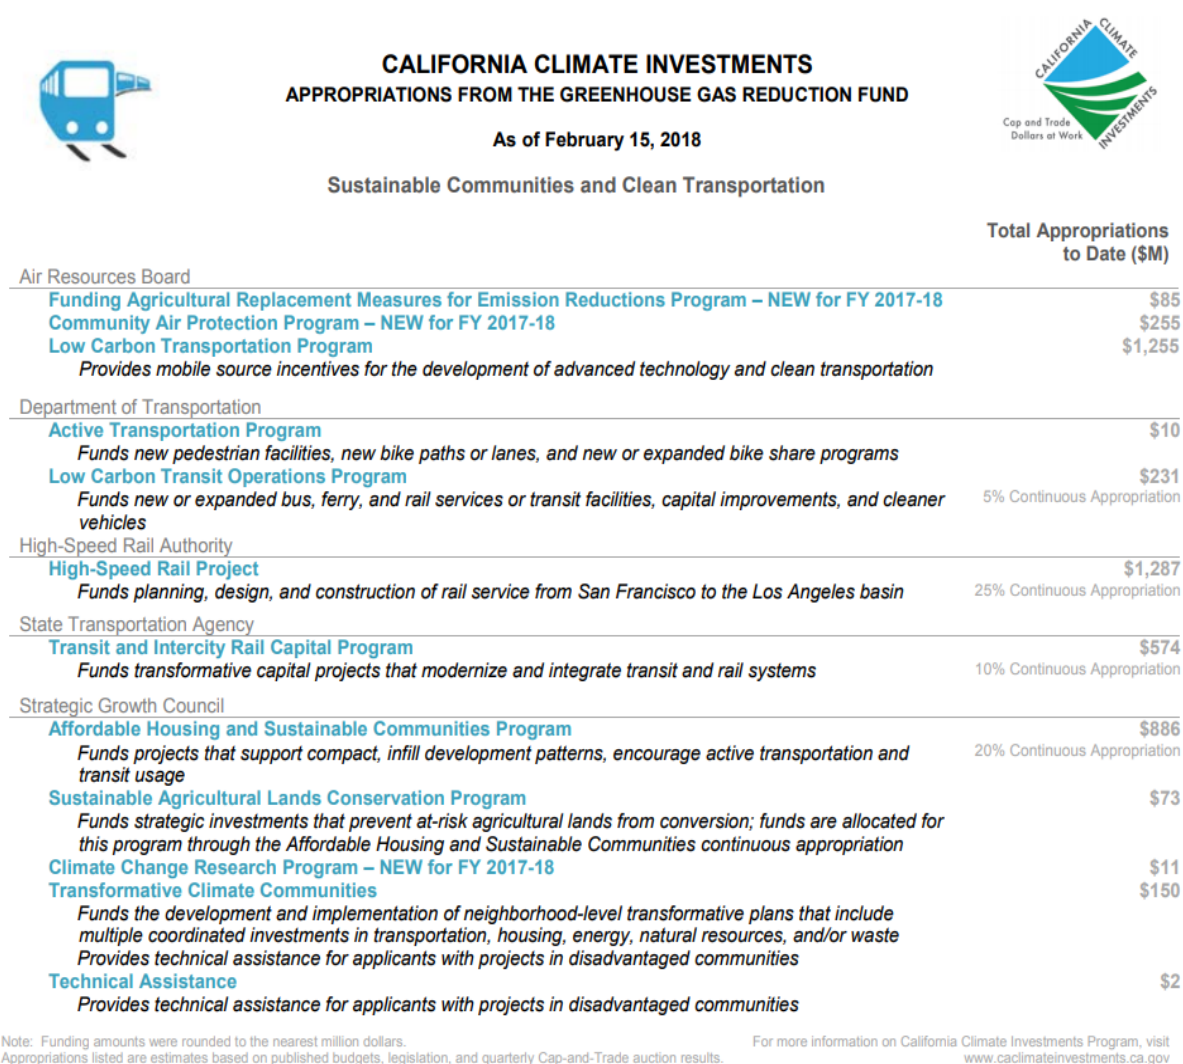 CALIFORNIA CLIMATE INVESTMENTS
APPROPRIATIONS FROM THE GREENHOUSE GAS REDUCTION FUND
As of February 15, 2018
CALIFORNIA CLIMATE INVESTMENTS
Cap and Trade
Dollars at Work
Sustainable Communities and Clean Transportation
Total Appropriations
to Date ($M)
Air Resources Board
Funding Agricultural Replacement Measures for Emission Reductions Program – NEW for FY 2017-18 $85
Community Air Protection Program – NEW for FY 2017-18 $255
Low Carbon Transportation Program $1,255
Provides mobile source incentives for the development of advanced technology and clean transportation
Department of Transportation
Active Transportation Program $10
Funds new pedestrian facilities, new bike paths or lanes, and new or expanded bike share programs
Low Carbon Transit Operations Program $231
Funds new or expanded bus, ferry, and rail services or transit facilities, capital improvements, and cleaner 5% Continuous Appropriation
vehicles
High-Speed Rail Authority
High-Speed Rail Project $1,287
Funds planning, design, and construction of rail service from San Francisco to the Los Angeles basin 25% Continuous Appropriation
State Transportation Agency
Transit and Intercity Rail Capital Program $574
Funds transformative capital projects that modernize and integrate transit and rail systems 10% Continuous Appropriation
Strategic Growth Council
Affordable Housing and Sustainable Communities Program $886
Funds projects that support compact, infill development patterns, encourage active transportation and 20% Continuous Appropriation
transit usage
Sustainable Agricultural Lands Conservation Program $73
Funds strategic investments that prevent at-risk agricultural lands from conversion; funds are allocated for
this program through the Affordable Housing and Sustainable Communities continuous appropriation
Climate Change Research Program – NEW for FY 2017-18 $11
Transformative Climate Communities $150
Funds the development and implementation of neighborhood-level transformative plans that include
multiple coordinated investments in transportation, housing, energy, natural resources, and/or waste
Provides technical assistance for applicants with projects in disadvantaged communities
Technical Assistance $2
Provides technical assistance for applicants with projects in disadvantaged communities
Note: Funding amounts were rounded to the nearest million dollars. For more information on California Climate Investments Program, visit
Appropriations listed are estimates based on published budgets, legislation, and quarterly Cap-and-Trade auction results. www.caclimateinvestments.ca.gov